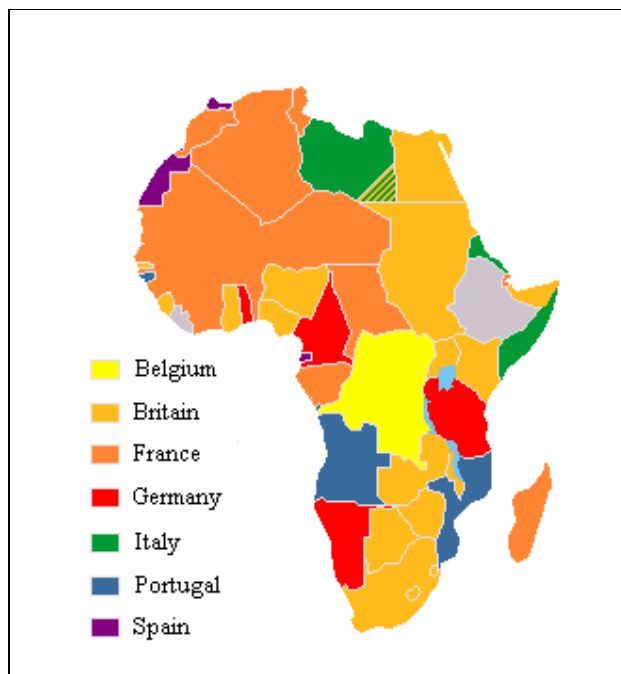 Belgium
Britain
France
Germany
Italy
Portugal
Spain